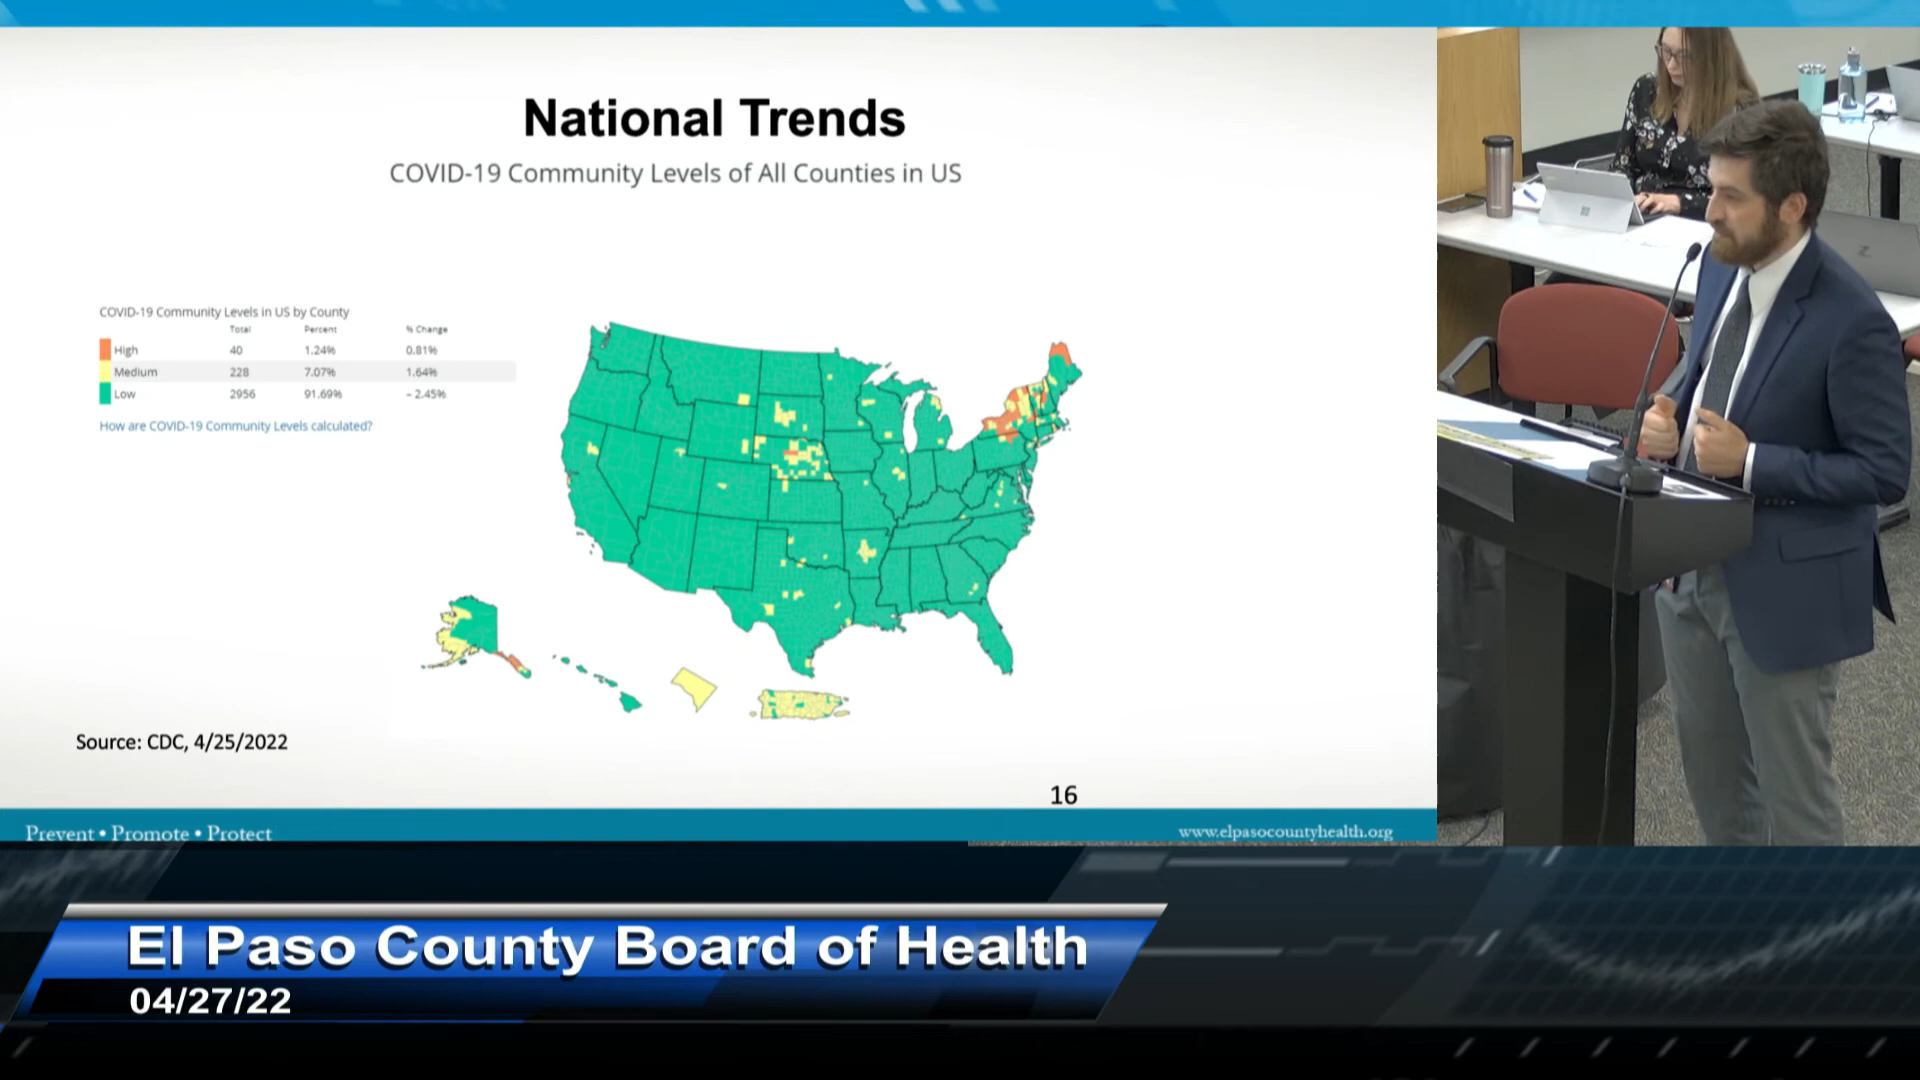 National Trends
COVID-19 Community Levels of All Counties in US
COVID-19 Community Levels in US by County
Total Percent % Change
High 40 1.24% 0.81%
Medium 228 7.07% 1.64%
Low 2956 91.69% - 2.45%
How are COVID-19 Community Levels calculated?
Source: CDC, 4/25/2022
16
Prevent • Promote • Protect
www.elpasocountyhealth.org
El Paso County Board of Health
04/27/22